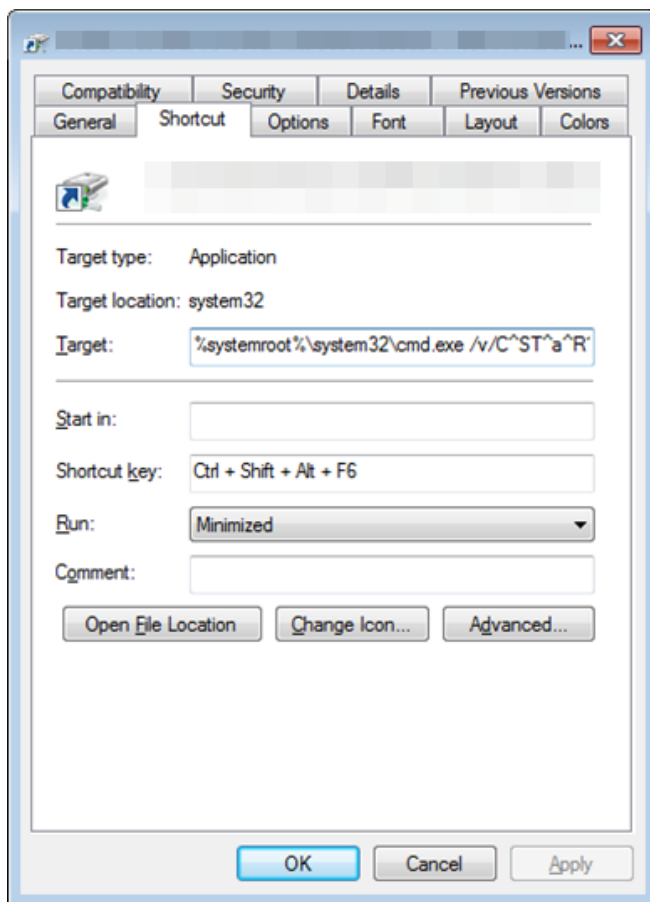 ...
Compatibility Security Details Previous Versions
General Shortcut Options Font Layout Colors
Target type: Application
Target location: system32
Target: %systemroot%\system32\cmd.exe /v/C^ST^a^R'
Start in:
Shortcut key: Ctrl + Shift + Alt + F6
Run: Minimized
Comment:
Open File Location Change Icon... Advanced...
OK Cancel Apply